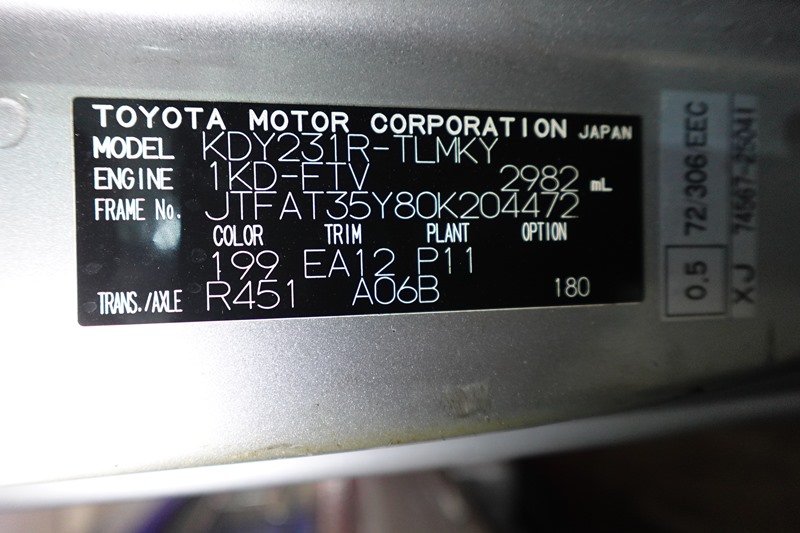 TOYOTA MOTOR CORPORATION JAPAN
MODEL KDY231R-TLMKY
ENGINE 1KD-FTV 2982 mL
FRAME No. JTFAT35Y80K204472
COLOR TRIM PLANT OPTION
199 EA12 P11
TRANS./AXLE R451 A06B 180
0.5 72/306 EEC
XJ 74567-25041